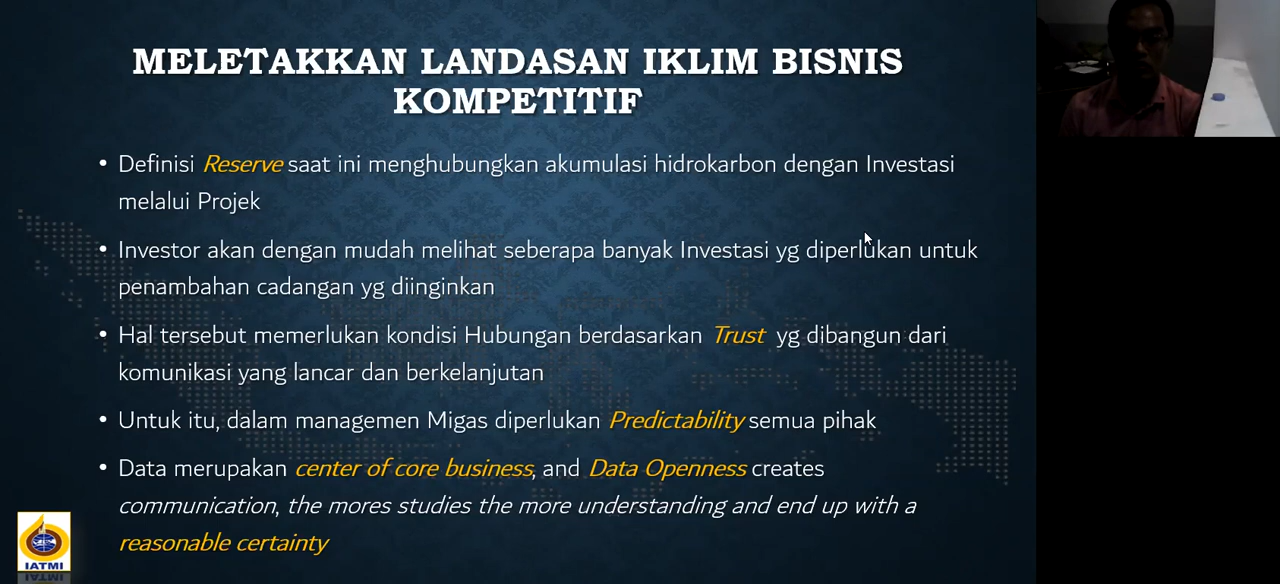 MELETAKKAN LANDASAN IKLIM BISNIS
KOMPETITIF
• Definisi Reserve saat ini menghubungkan akumulasi hidrokarbon dengan Investasi
melalui Projek
• Investor akan dengan mudah melihat seberapa banyak Investasi yg diperlukan untuk
penambahan cadangan yg diinginkan
• Hal tersebut memerlukan kondisi Hubungan berdasarkan Trust yg dibangun dari
komunikasi yang lancar dan berkelanjutan
• Untuk itu, dalam managemen Migas diperlukan Predictability semua pihak
• Data merupakan center of core business, and Data Openness creates
communication, the mores studies the more understanding and end up with a
reasonable certainty
IATMI